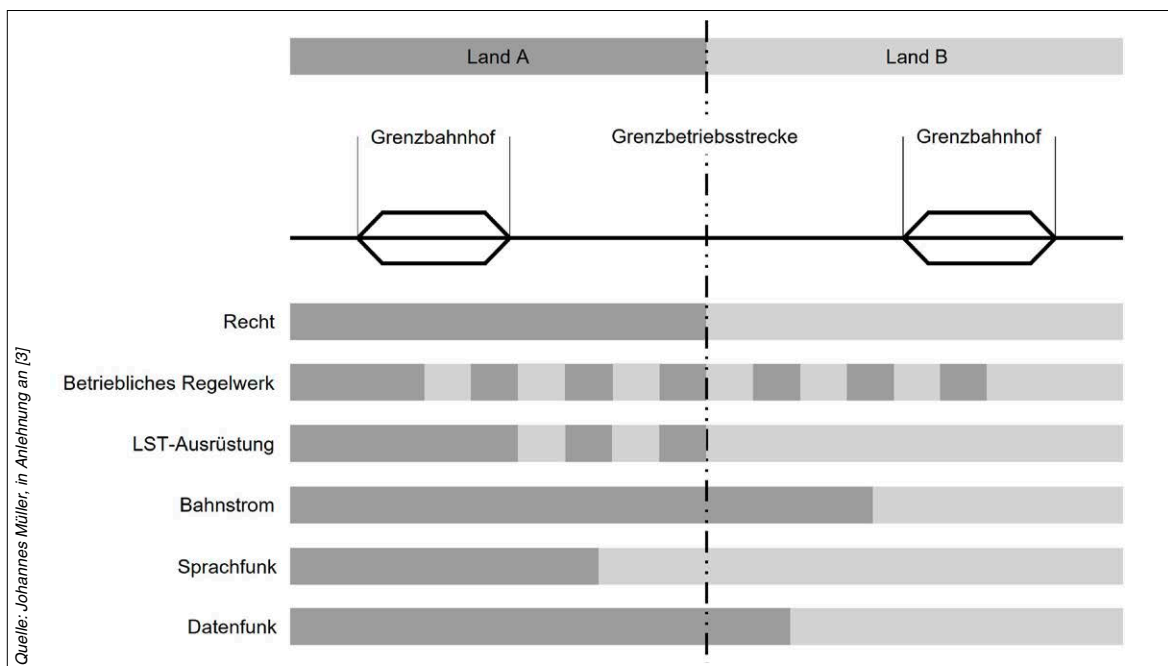 Land A
Land B
Grenzbahnhof
Grenzbetriebsstrecke
Grenzbahnhof
Recht
Betriebliches Regelwerk
LST-Ausrüstung
Bahnstrom
Sprachfunk
Datenfunk
Quelle: Johannes Müller, in Anlehnung an [3]